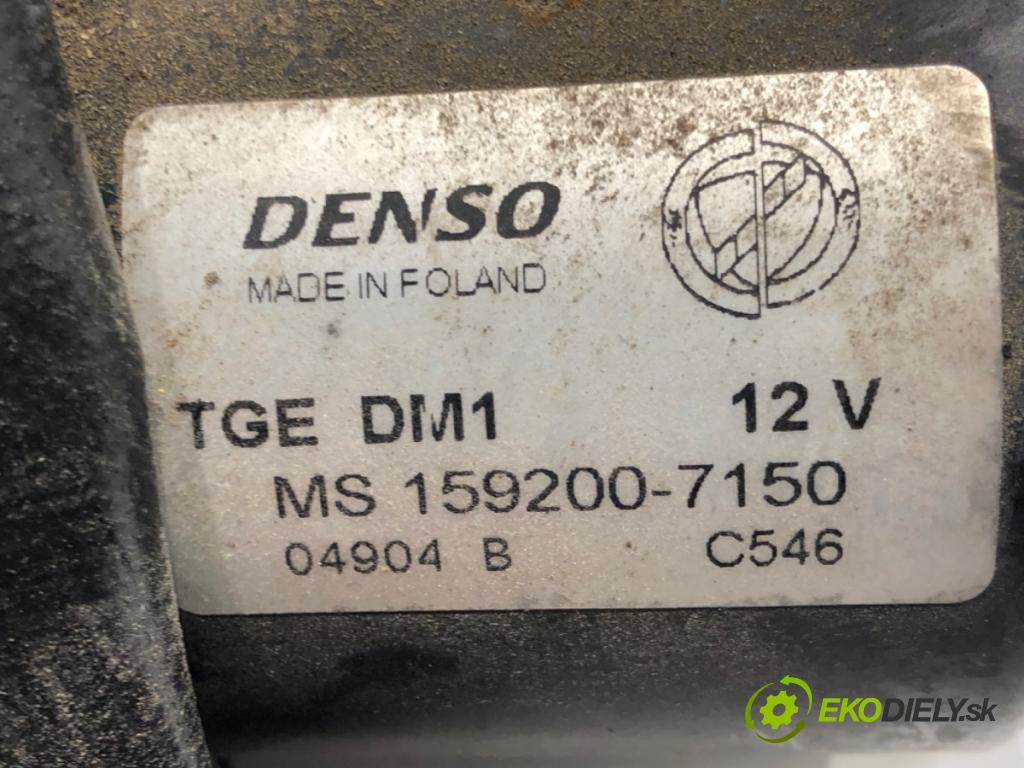 DENSO
MADE IN POLAND
TGE DM1 12 V
MS 159200-7150
04904 B C546
EKODIELY.sk